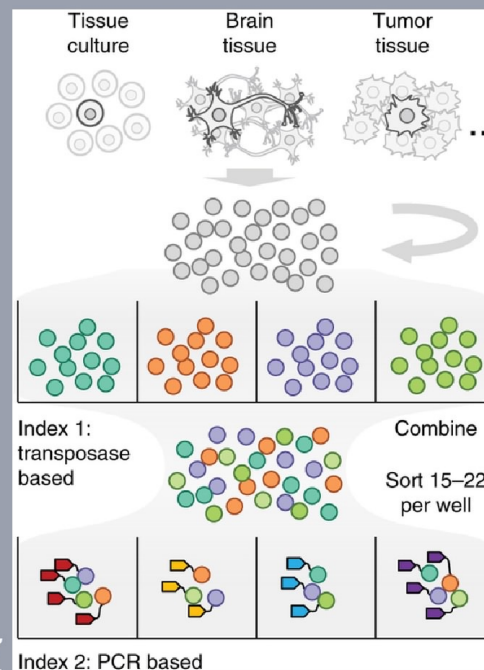 Tissue culture
Brain tissue
Tumor tissue
...
Index 1:
transposase
based
Combine
Sort 15–22
per well
Index 2: PCR based